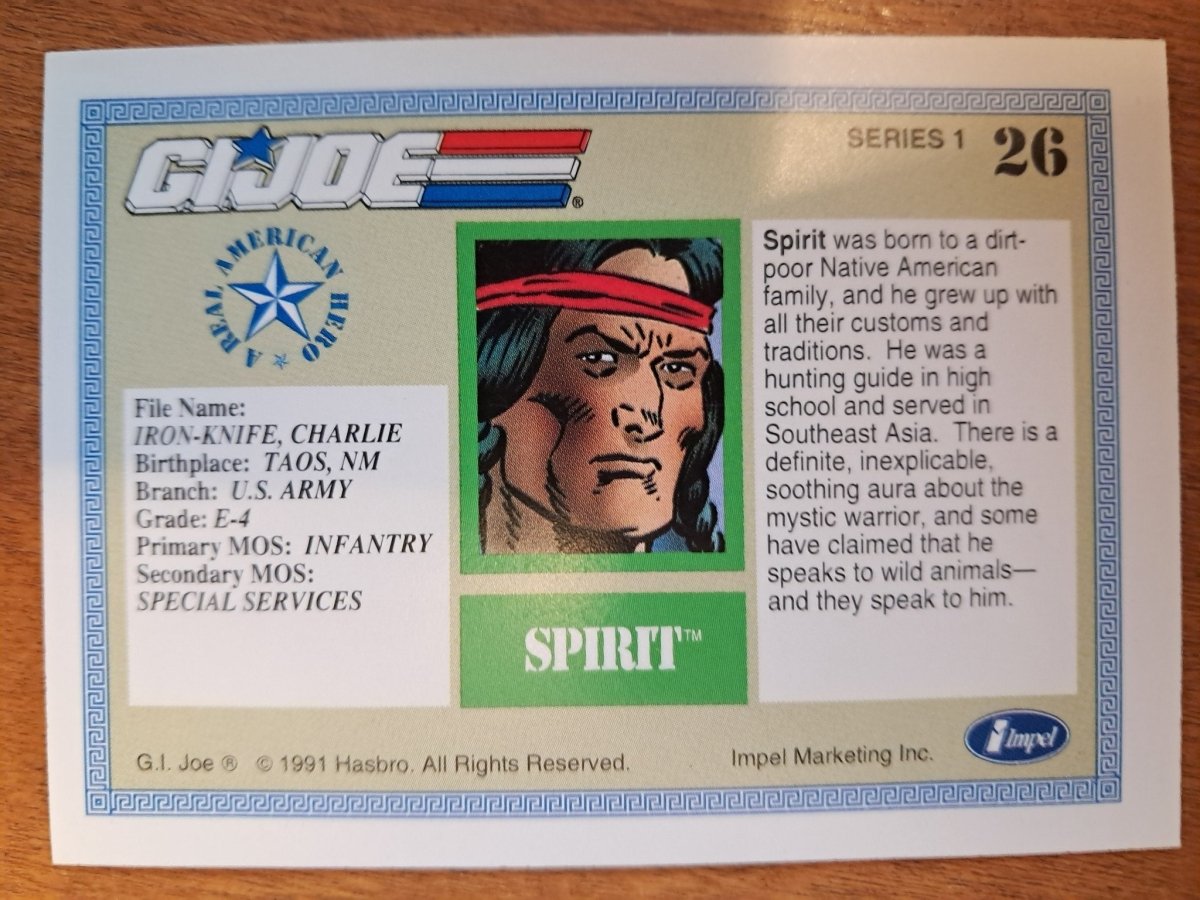 GIJOE®
SERIES 1 26
A REAL AMERICAN HERO
File Name:
IRON-KNIFE, CHARLIE
Birthplace: TAOS, NM
Branch: U.S. ARMY
Grade: E-4
Primary MOS: INFANTRY
Secondary MOS:
SPECIAL SERVICES
SPIRIT™
Spirit was born to a dirt-
poor Native American
family, and he grew up with
all their customs and
traditions. He was a
hunting guide in high
school and served in
Southeast Asia. There is a
definite, inexplicable,
soothing aura about the
mystic warrior, and some
have claimed that he
speaks to wild animals—
and they speak to him.
G.I. Joe ® © 1991 Hasbro. All Rights Reserved.
Impel Marketing Inc.
Impel